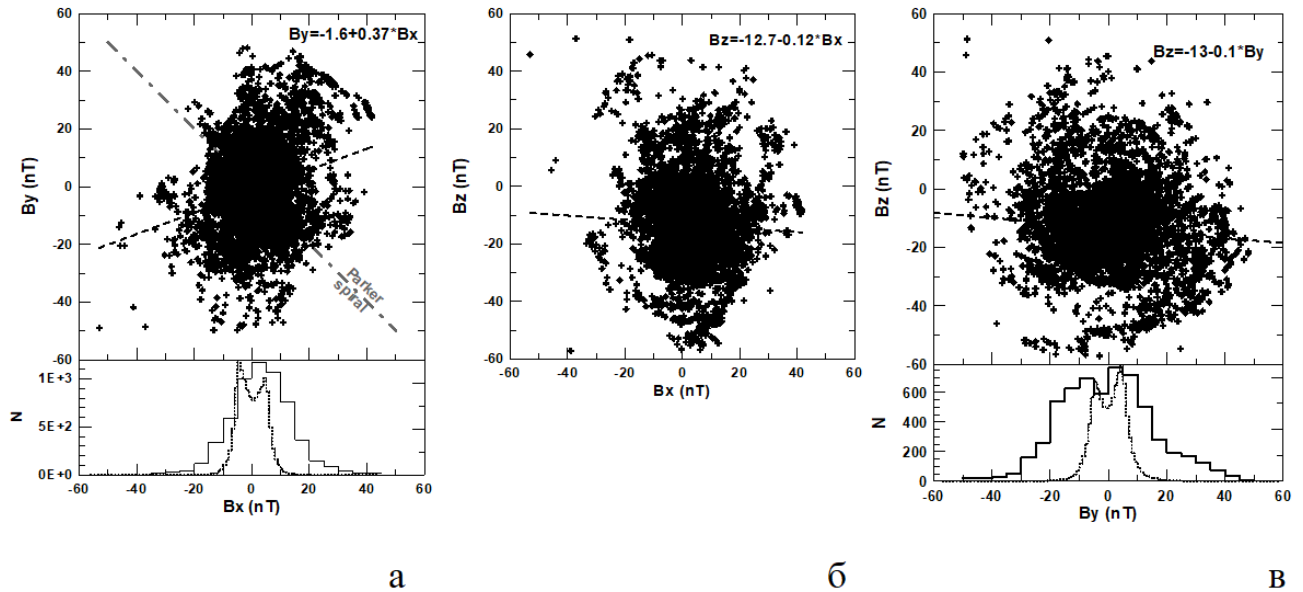 By=-1.6+0.37*Bx
60
40
20
0
-20
-40
-60
By (nT)
Parker
spiral
1E+3
5E+2
0E+0
N
-60 -40 -20 0 20 40 60
Bx (nT)
а
Bz=-12.7-0.12*Bx
60
40
20
0
-20
-40
-60
Bz (nT)
-60 -40 -20 0 20 40 60
Bx (nT)
б
Bz=-13-0.1*By
60
40
20
0
-20
-40
-60
Bz (nT)
600
400
200
0
N
-60 -40 -20 0 20 40 60
By (nT)
в